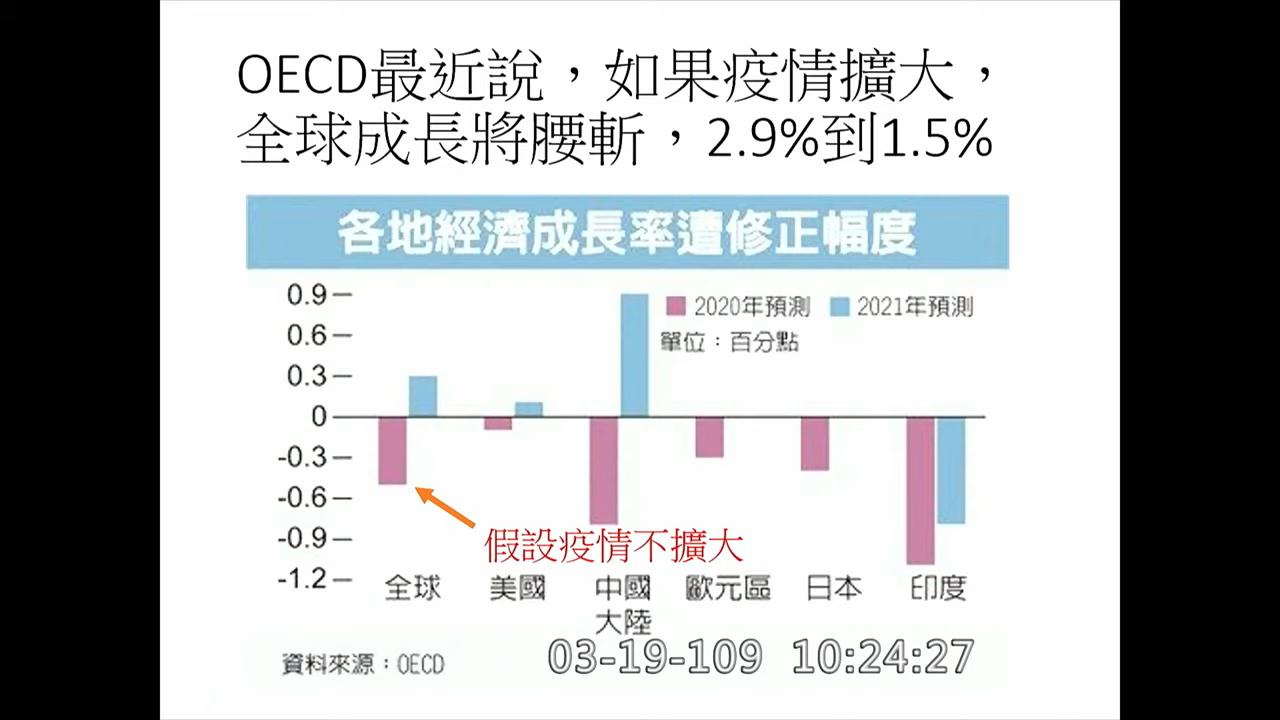 OECD最近說，如果疫情擴大，
全球成長將腰斬，2.9%到1.5%
各地經濟成長率遭修正幅度
0.9
2020年預測 2021年預測
0.6
單位：百分點
0.3
0
-0.3
-0.6
假設疫情不擴大
-0.9
-1.2
全球 美國 中國大陸 歐元區 日本 印度
資料來源：OECD
03-19-109 10:24:27